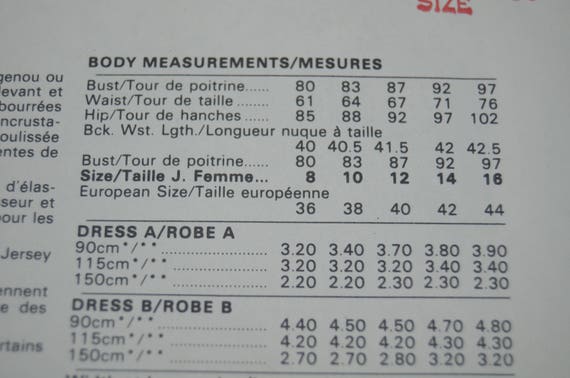 SIZE
genou ou
levant et
bourrées
ncrusta-
oulissée
entes de
d'élas-
seur et
our les
Jersey
ennent
e des
rtains
BODY MEASUREMENTS/MESURES
Bust/Tour de poitrine...... 80 83 87 92 97
Waist/Tour de taille........ 61 64 67 71 76
Hip/Tour de hanches...... 85 88 92 97 102
Bck. Wst. Lgth./Longueur nuque à taille
40 40.5 41.5 42 42.5
Bust/Tour de poitrine...... 80 83 87 92 97
Size/Taille J. Femme... 8 10 12 14 16
European Size/Taille européenne
36 38 40 42 44
DRESS A/ROBE A
90cm*/** ........................ 3.20 3.40 3.70 3.80 3.90
115cm*/** ........................ 3.20 3.20 3.20 3.40 3.40
150cm*/** ........................ 2.20 2.20 2.30 2.30 2.30
DRESS B/ROBE B
90cm*/** ........................ 4.40 4.50 4.50 4.70 4.80
115cm*/** ........................ 4.20 4.20 4.20 4.30 4.30
150cm*/** ........................ 2.70 2.70 2.80 3.20 3.20